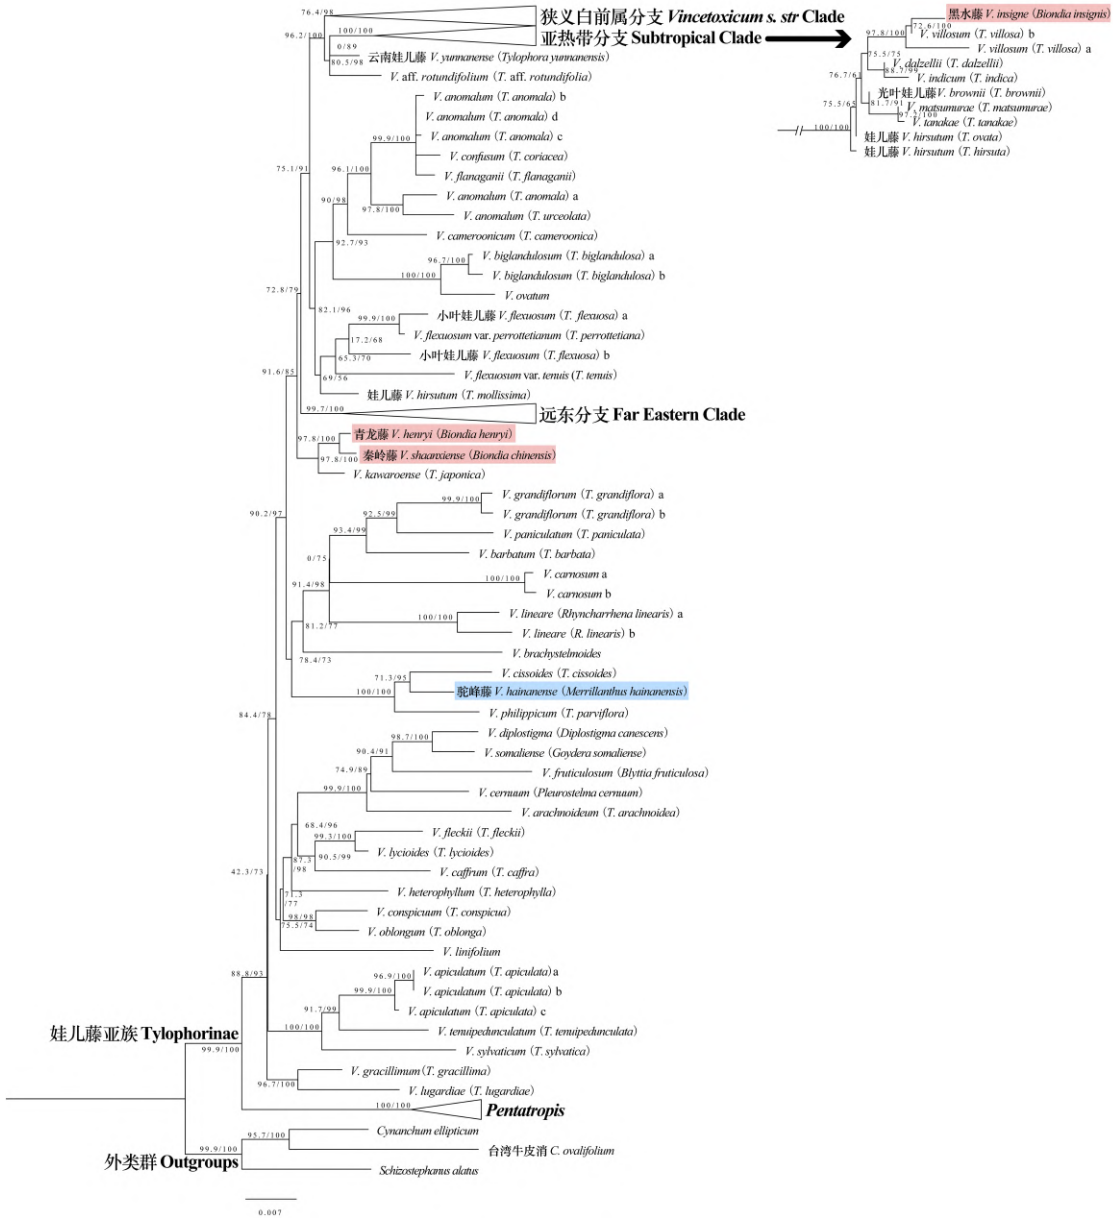 76.4/98
狭义白前属分支 Vincetoxicum s. str Clade
96.2/100
100/100
亚热带分支 Subtropical Clade
0/89
云南娃儿藤 V. yunnanense (Tylophora yunnanensis)
80.5/98
V. aff. rotundifolium (T. aff. rotundifolia)
V. anomalum (T. anomala) b
V. anomalum (T. anomala) d
99.9/100
V. anomalum (T. anomala) c
V. confusum (T. coriacea)
75.1/91
96.1/100
V. flanaganii (T. flanaganii)
V. anomalum (T. anomala) a
90/98
97.8/100
V. anomalum (T. urceolata)
V. cameroonicum (T. cameroonica)
92.7/93
V. biglandulosum (T. biglandulosa) a
96.7/100
100/100
V. biglandulosum (T. biglandulosa) b
72.8/79
V. ovatum
82.1/96
小叶娃儿藤 V. flexuosum (T. flexuosa) a
99.9/100
V. flexuosum var. perrottetianum (T. perrottetiana)
17.2/68
小叶娃儿藤 V. flexuosum (T. flexuosa) b
65.3/70
91.6/85
V. flexuosum var. tenuis (T. tenuis)
69/56
娃儿藤 V. hirsutum (T. mollissima)
99.7/100
远东分支 Far Eastern Clade
青龙藤 V. henryi (Biondia henryi)
97.8/100
秦岭藤 V. shaanxiense (Biondia chinensis)
97.8/100
V. kawaroense (T. japonica)
V. grandiflorum (T. grandiflora) a
99.9/100
90.2/97
92.5/99
V. grandiflorum (T. grandiflora) b
93.4/99
V. paniculatum (T. paniculata)
V. barbatum (T. barbata)
0/75
V. carnosum a
91.4/98
100/100
V. carnosum b
V. lineare (Rhyncharrhena linearis) a
81.2/77
100/100
V. lineare (R. linearis) b
V. brachystelmoides
78.4/73
V. cissoides (T. cissoides)
71.3/95
驼峰藤 V. hainanense (Merrillanthus hainanensis)
100/100
V. philippicum (T. parviflora)
84.4/79
V. diplostigma (Diplostigma canescens)
98.7/100
V. somaliense (Goydera somaliense)
90.4/91
V. fruticulosum (Blyttia fruticulosa)
74.9/89
V. cernuum (Pleurostelma cernuum)
99.9/100
V. arachnoideum (T. arachnoidea)
68.4/96
V. fleckii (T. fleckii)
99.3/100
V. lycioides (T. lycioides)
90.5/99
87.3
/98
42.3/73
V. caffrum (T. caffra)
V. heterophyllum (T. heterophylla)
71.3
/77
V. conspicuum (T. conspicua)
98/98
75.5/74
V. oblongum (T. oblonga)
V. linifolium
88.8/93
V. apiculatum (T. apiculata) a
96.9/100
V. apiculatum (T. apiculata) b
99.9/100
V. apiculatum (T. apiculata) c
91.7/99
V. tenuipedunculatum (T. tenuipedunculata)
100/100
娃儿藤亚族 Tylophorinae
99.9/100
V. sylvaticum (T. sylvatica)
V. gracillimum (T. gracillima)
96.7/100
V. lugardiae (T. lugardiae)
100/100
Pentatropis
Cynanchum ellipticum
95.7/100
台湾牛皮消 C. ovalifolium
99.9/100
外类群 Outgroups
Schizostephanus alatus
0.007
黑水藤 V. insigne (Biondia insignis)
72.6/100
97.8/100
V. villosum (T. villosa) b
V. villosum (T. villosa) a
75.5/75
V. dalzellii (T. dalzellii)
88.7/99
V. indicum (T. indica)
76.7/61
光叶娃儿藤 V. brownii (T. brownii)
81.7/91
75.5/65
V. matsumurae (T. matsumurae)
97.5/100
V. tanakae (T. tanakae)
100/100
娃儿藤 V. hirsutum (T. ovata)
娃儿藤 V. hirsutum (T. hirsuta)